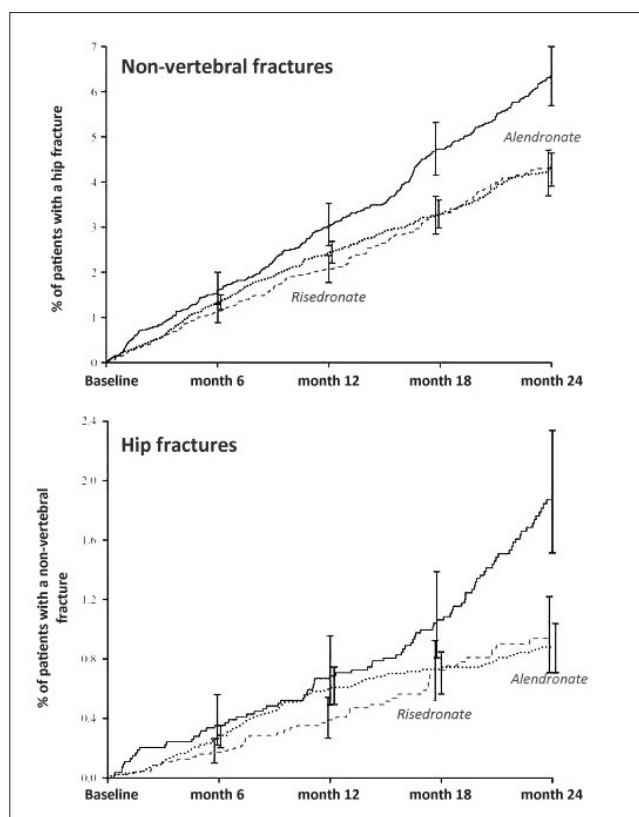 7
Non-vertebral fractures
6
5
4
3
2
1
0
% of patients with a hip fracture
Alendronate
Risedronate
Baseline month 6 month 12 month 18 month 24
2.4
Hip fractures
2.0
1.6
1.2
0.8
0.4
0.0
% of patients with a non-vertebral
fracture
Risedronate
Alendronate
Baseline month 6 month 12 month 18 month 24